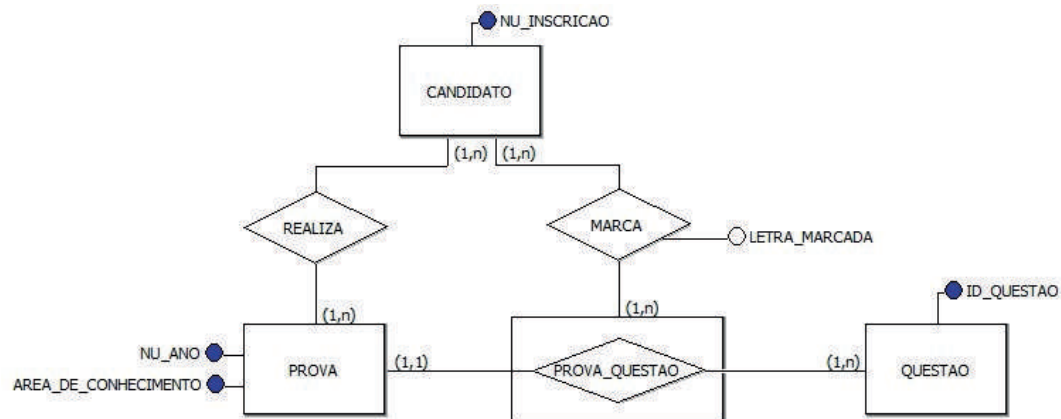 NU_INSCRICAO
CANDIDATO
(1,n) (1,n)
REALIZA
MARCA
LETRA_MARCADA
(1,n)
(1,n)
ID_QUESTAO
NU_ANO
AREA_DE_CONHECIMENTO
PROVA
(1,1)
PROVA_QUESTAO
(1,n)
QUESTAO